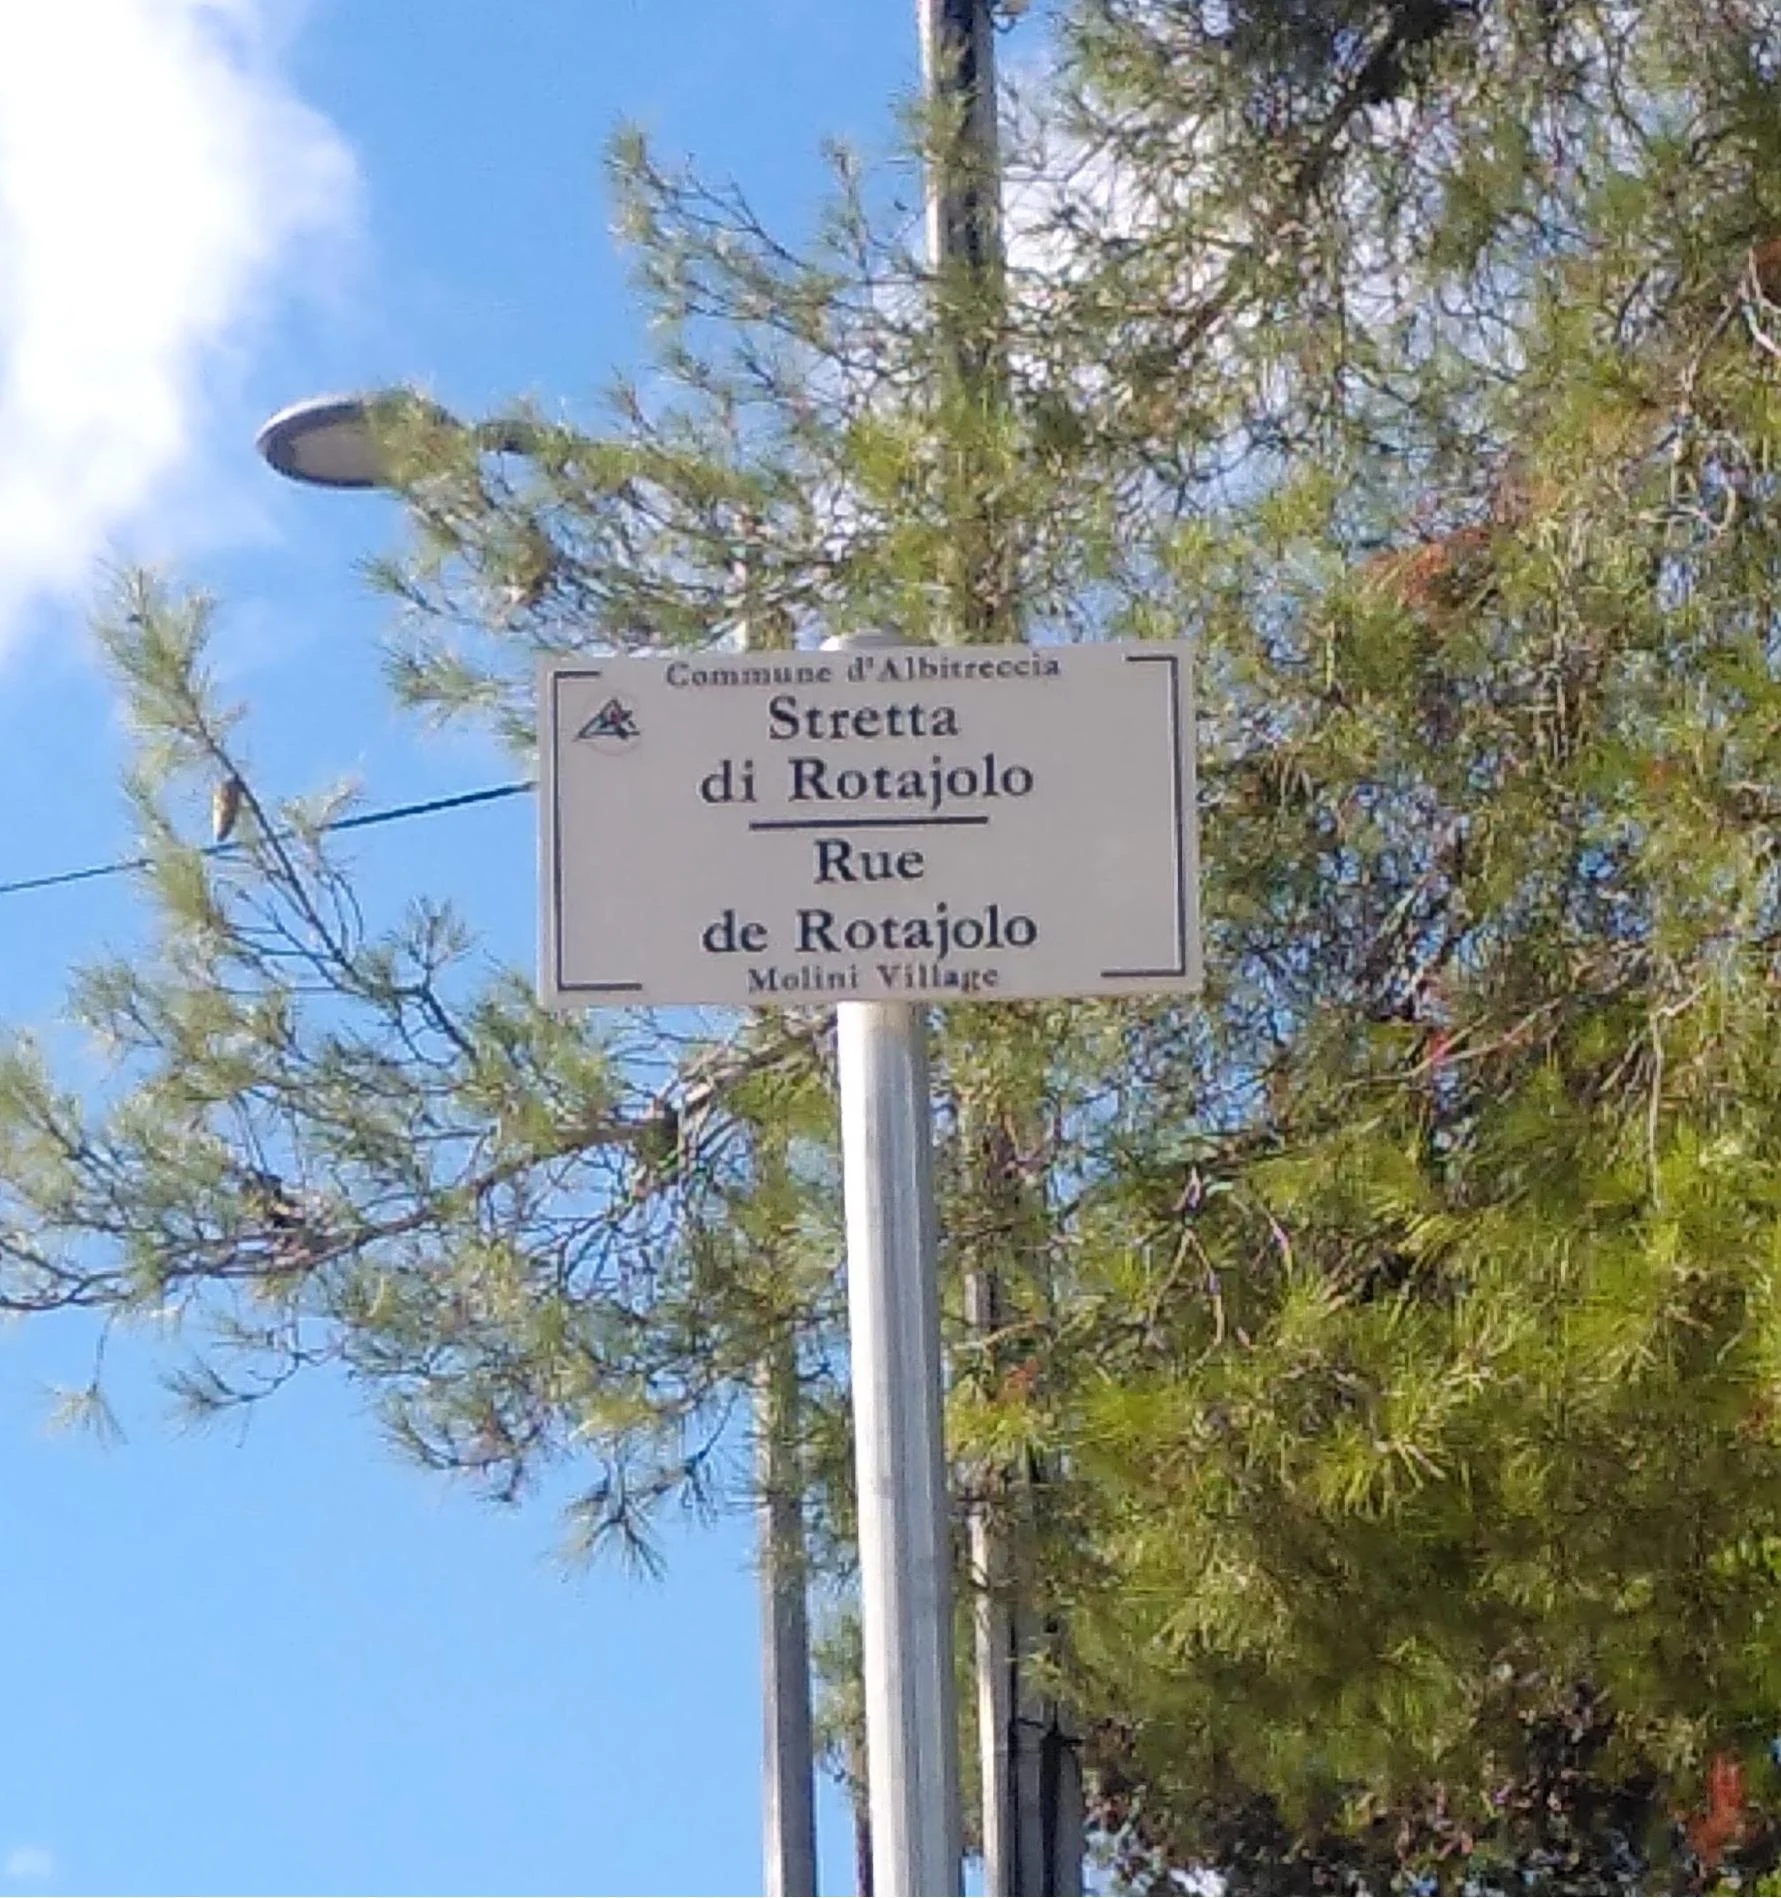 Commune d'Albitreccia
Stretta
di Rotajolo
Rue
de Rotajolo
Molini Village